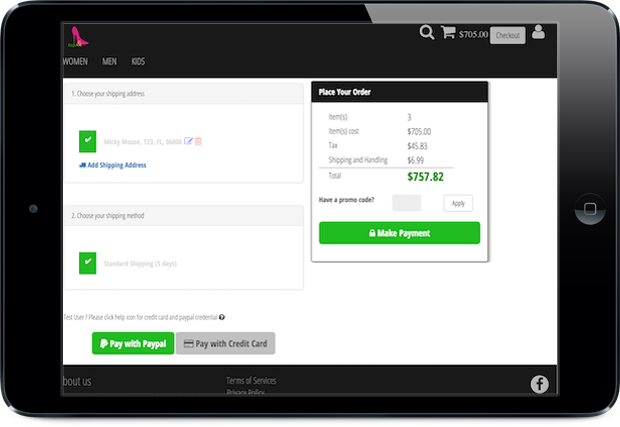 $705.00 Checkout
WOMEN MEN KIDS
1. Choose your shipping address
Micky Mouse, 123, FL, 06000
Add Shipping Address
2. Choose your shipping method
Standard Shipping (5 days)
Place Your Order
Item(s) 3
Item(s) cost $705.00
Tax $45.83
Shipping and Handling $6.99
Total $757.82
Have a promo code? Apply
Make Payment
Test User ? Please click help icon for credit card and paypal credential
Pay with Paypal Pay with Credit Card
bout us
Terms of Services
Privacy Policy